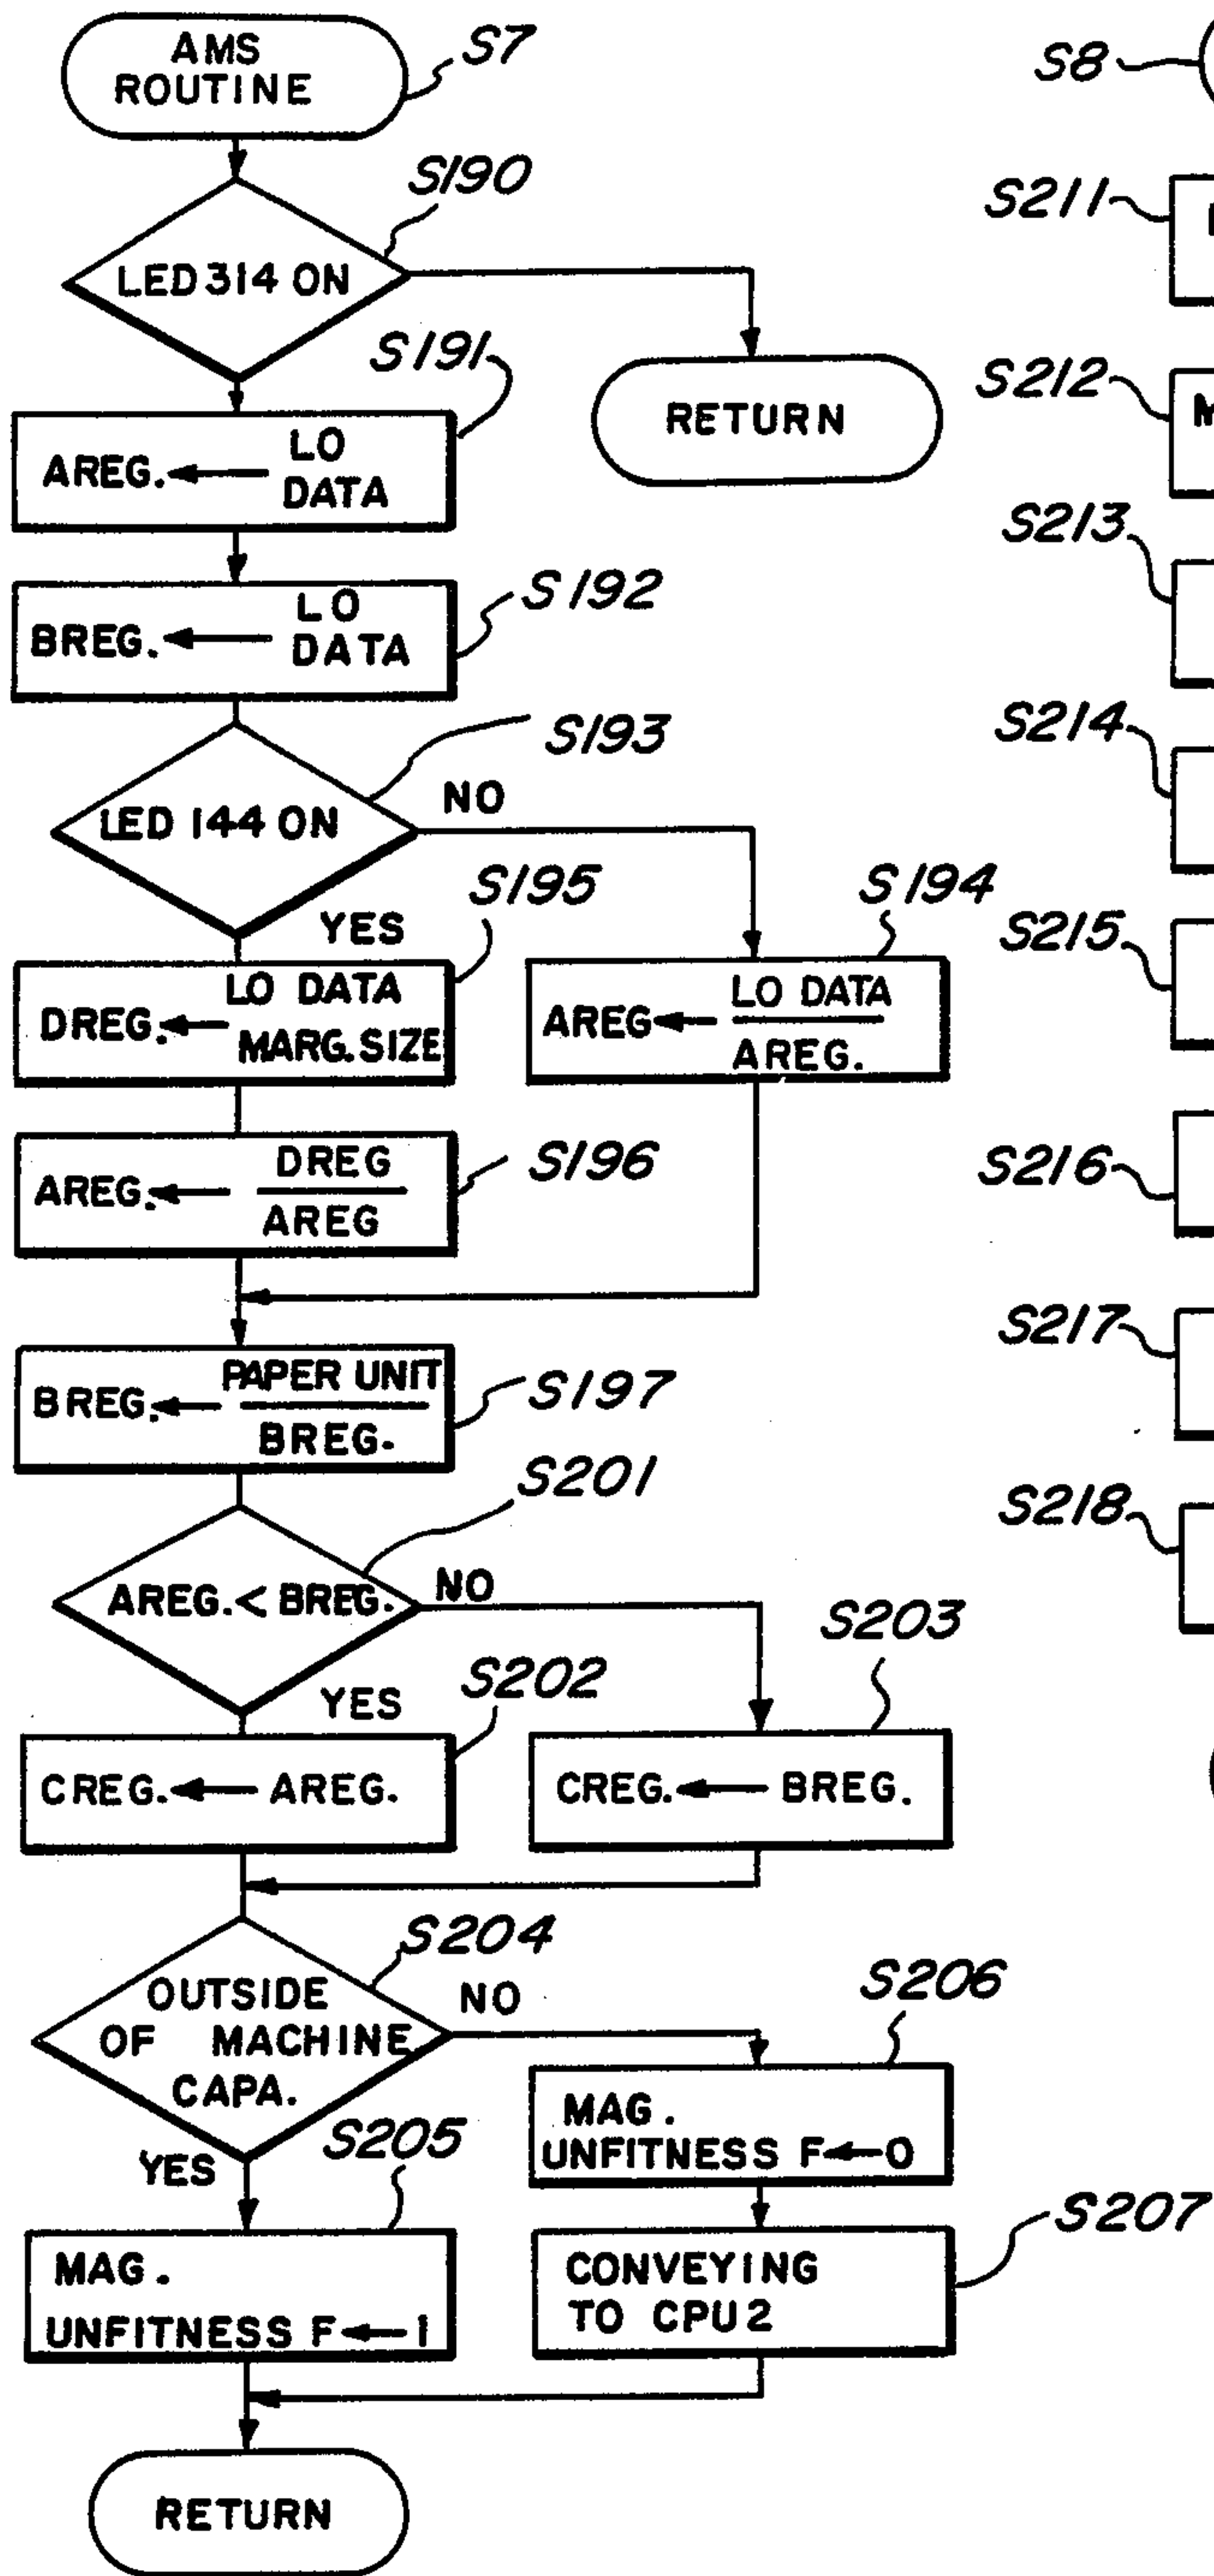 AMS
ROUTINE
S7
S190
LED 314 ON
RETURN
S191
AREG. ← LO
DATA
S192
BREG. ← LO
DATA
S193
LED 144 ON
NO
YES
S195
DREG. ← LO DATA
MARG. SIZE
S194
AREG ← LO DATA
AREG.
S196
AREG. ← DREG
AREG
S197
BREG. ← PAPER UNIT
BREG.
S201
AREG. < BREG.
NO
YES
S202
CREG. ← AREG.
S203
CREG. ← BREG.
S204
OUTSIDE
OF MACHINE
CAPA.
NO
YES
S205
MAG.
UNFITNESS F ← 1
S206
MAG.
UNFITNESS F ← 0
S207
CONVEYING
TO CPU 2
RETURN
S8
S211
S212
M
S213
S214
S215
S216
S217
S218